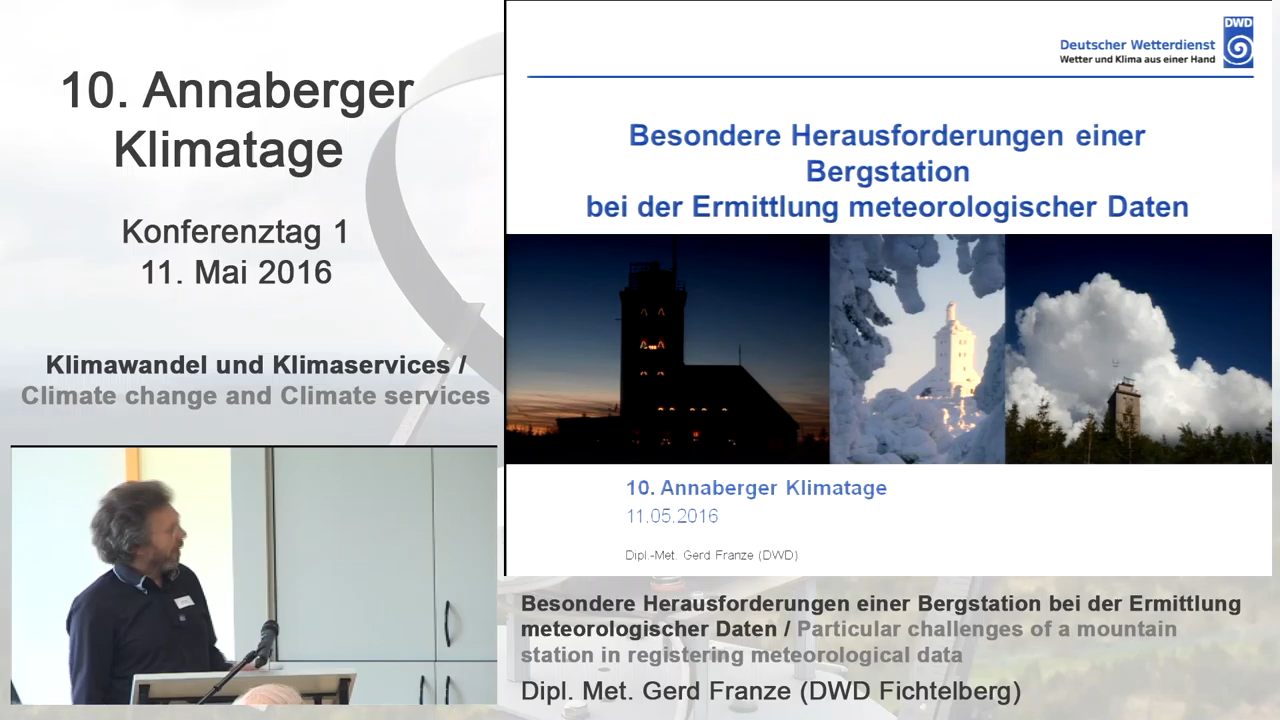 10. Annaberger
Klimatage
Konferenztag 1
11. Mai 2016
Klimawandel und Klimaservices /
Climate change and Climate services
DWD
Deutscher Wetterdienst
Wetter und Klima aus einer Hand
Besondere Herausforderungen einer
Bergstation
bei der Ermittlung meteorologischer Daten
10. Annaberger Klimatage
11.05.2016
Dipl.-Met. Gerd Franze (DWD)
Besondere Herausforderungen einer Bergstation bei der Ermittlung
meteorologischer Daten / Particular challenges of a mountain
station in registering meteorological data
Dipl. Met. Gerd Franze (DWD Fichtelberg)